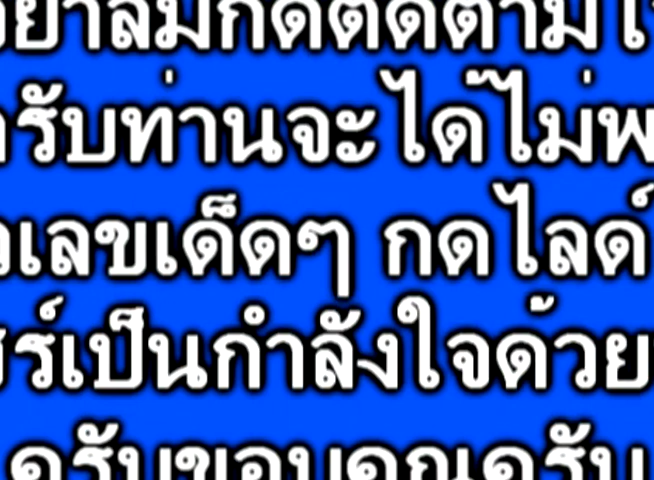 อย่าลืมกดติดตาม
ครับท่านจะได้ไม่พ
เลขเด็ดๆ กดไลด์
ร์เป็นกำลังใจด้วย
ครับขอบคุณครับ